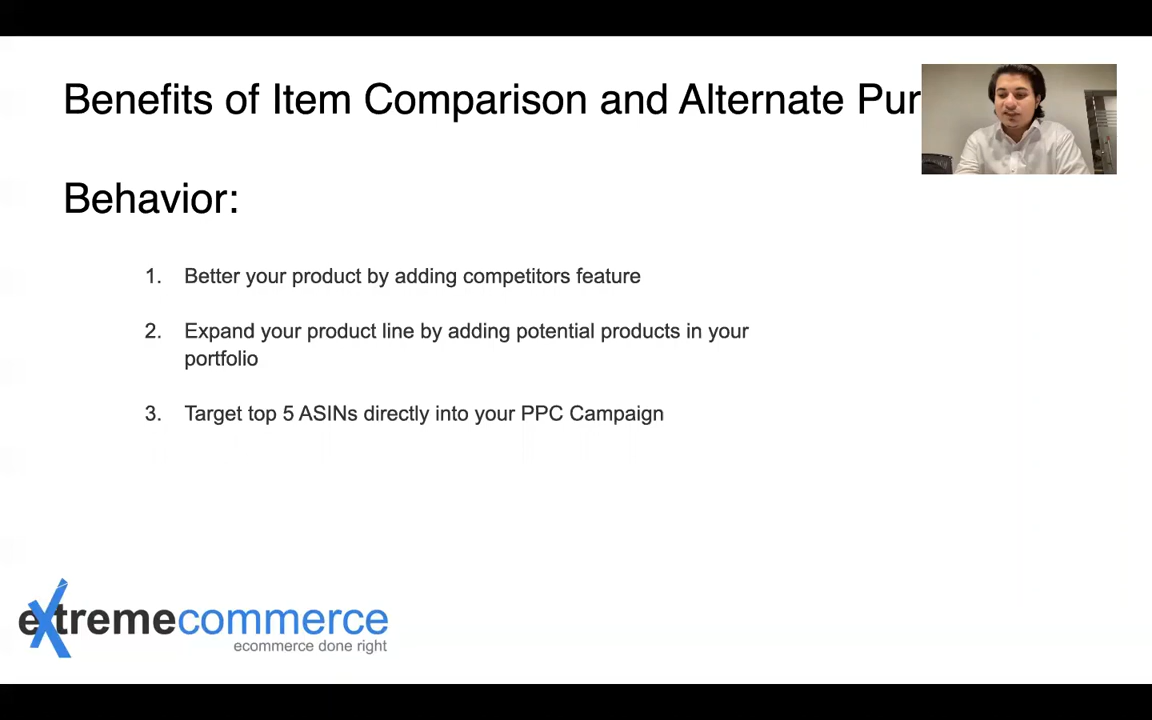 Benefits of Item Comparison and Alternate Pur
Behavior:
1. Better your product by adding competitors feature
2. Expand your product line by adding potential products in your
portfolio
3. Target top 5 ASINs directly into your PPC Campaign
extremecommerce
ecommerce done right